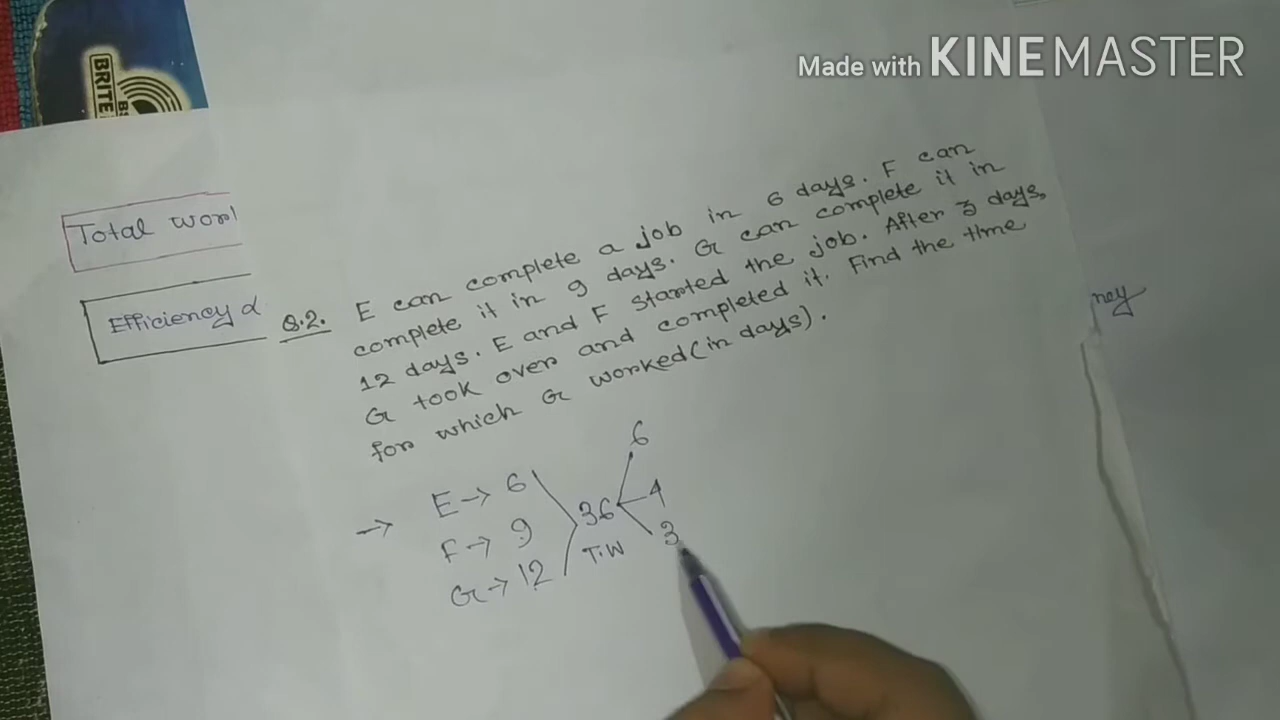 Made with KINEMASTER
BRITE
Total worl
Efficiency α
Q.2. E can complete a job in 6 days. F can
complete it in 9 days. G can complete it in
12 days. E and F started the job. After 3 days,
G took over and completed it. Find the time
for which G worked (in days).
ney
→ E → 6
F → 9
G → 12
36
T.W
6
4
3